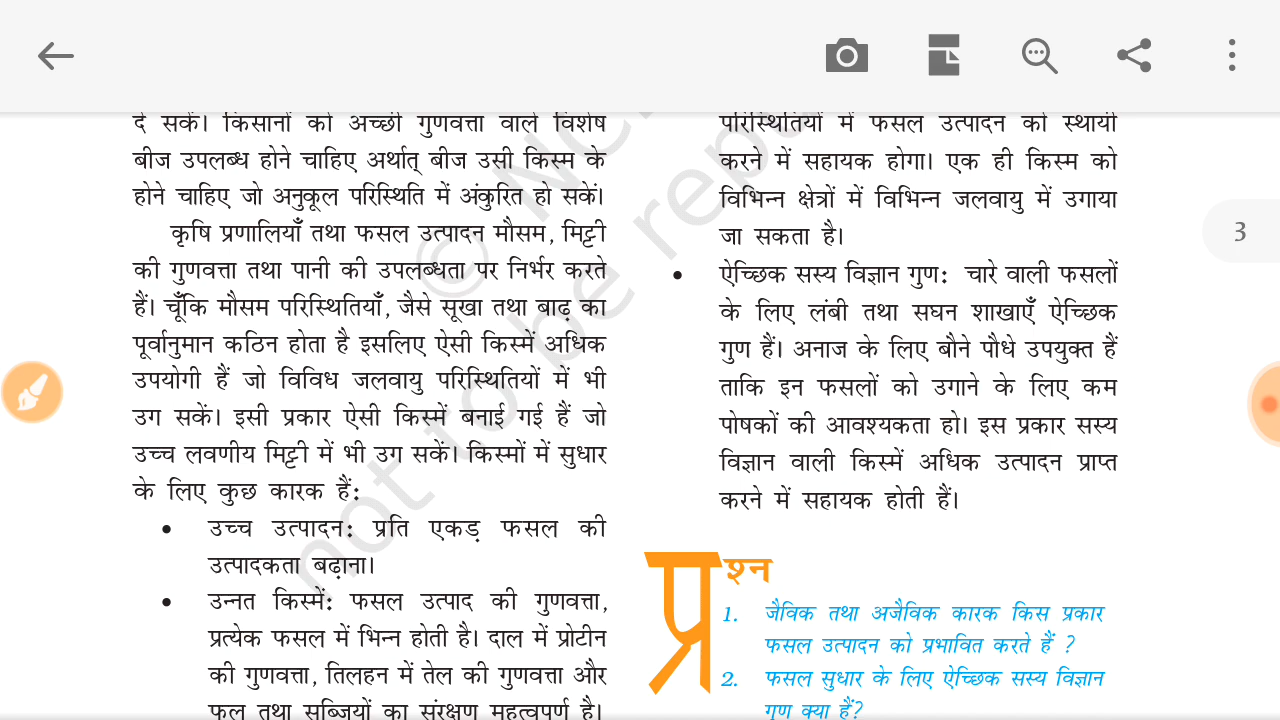 दे सकें। किसानों को अच्छी गुणवत्ता वाले विशेष
बीज उपलब्ध होने चाहिए अर्थात् बीज उसी किस्म के
होने चाहिए जो अनुकूल परिस्थिति में अंकुरित हो सकें।
कृषि प्रणालियाँ तथा फसल उत्पादन मौसम, मिट्टी
की गुणवत्ता तथा पानी की उपलब्धता पर निर्भर करते
हैं। चूँकि मौसम परिस्थितियाँ, जैसे सूखा तथा बाढ़ का
पूर्वानुमान कठिन होता है इसलिए ऐसी किस्में अधिक
उपयोगी हैं जो विविध जलवायु परिस्थितियों में भी
उग सकें। इसी प्रकार ऐसी किस्में बनाई गई हैं जो
उच्च लवणीय मिट्टी में भी उग सकें। किस्मों में सुधार
के लिए कुछ कारक हैं:
• उच्च उत्पादन: प्रति एकड़ फसल की
उत्पादकता बढ़ाना।
• उन्नत किस्में: फसल उत्पाद की गुणवत्ता,
प्रत्येक फसल में भिन्न होती है। दाल में प्रोटीन
की गुणवत्ता, तिलहन में तेल की गुणवत्ता और
फल तथा सब्जियों का संरक्षण महत्वपूर्ण है।
परिस्थितियों में फसल उत्पादन को स्थायी
करने में सहायक होगा। एक ही किस्म को
विभिन्न क्षेत्रों में विभिन्न जलवायु में उगाया
जा सकता है।
• ऐच्छिक सस्य विज्ञान गुण: चारे वाली फसलों
के लिए लंबी तथा सघन शाखाएँ ऐच्छिक
गुण हैं। अनाज के लिए बौने पौधे उपयुक्त हैं
ताकि इन फसलों को उगाने के लिए कम
पोषकों की आवश्यकता हो। इस प्रकार सस्य
विज्ञान वाली किस्में अधिक उत्पादन प्राप्त
करने में सहायक होती हैं।
प्रश्न
1. जैविक तथा अजैविक कारक किस प्रकार
फसल उत्पादन को प्रभावित करते हैं ?
2. फसल सुधार के लिए ऐच्छिक सस्य विज्ञान
गुण क्या हैं?
3
©
not to be